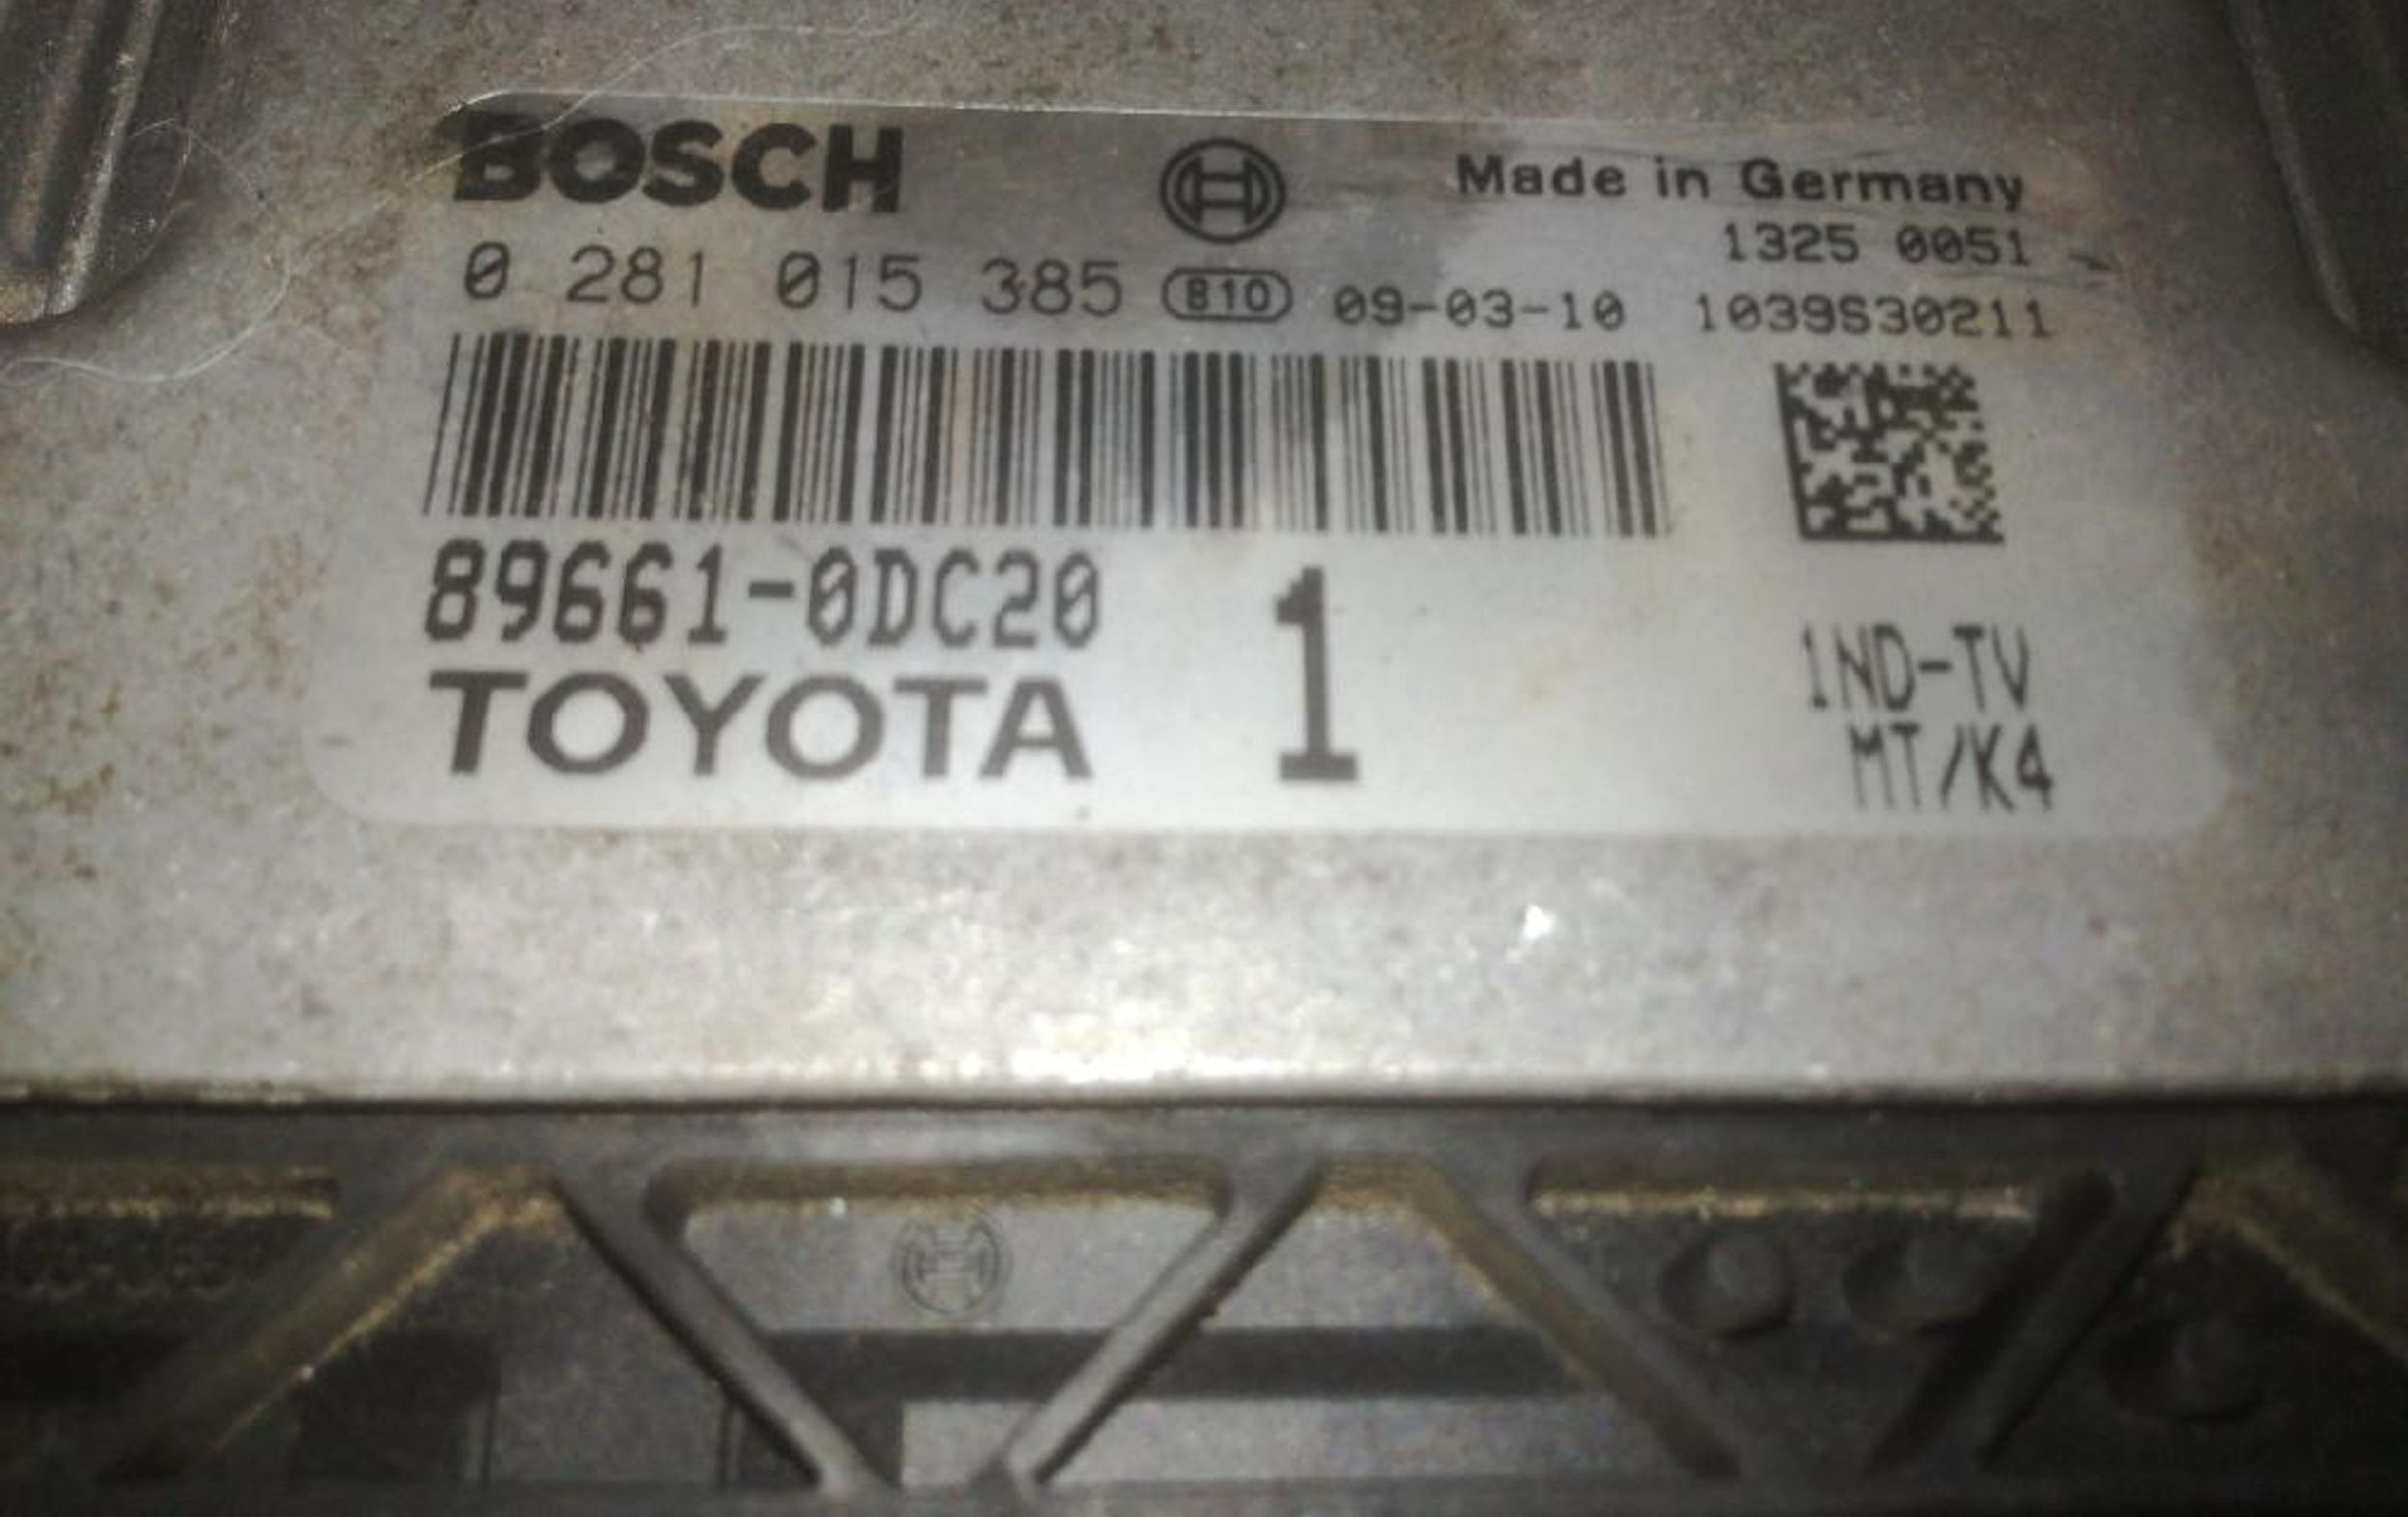 BOSCH
Made in Germany
1325 0051
0 281 015 385 B10 09-03-10 1039S30211
89661-0DC20 1
TOYOTA
1ND-TV
MT/K4